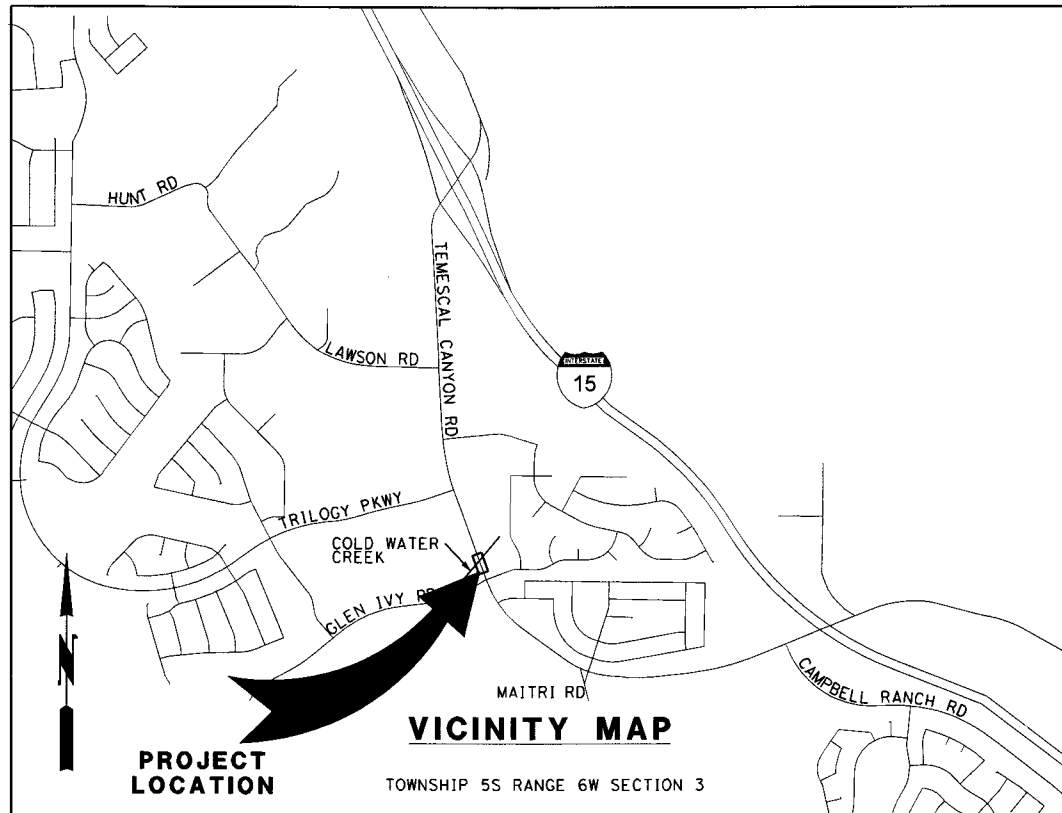 HUNT RD
TEMESCAL CANYON RD
LAWSON RD
INTERSTATE
15
TRILOGY PKWY
COLD WATER
CREEK
GLEN IVY RD
N
MAITRI RD
CAMPBELL RANCH RD
VICINITY MAP
PROJECT
LOCATION
TOWNSHIP 5S RANGE 6W SECTION 3